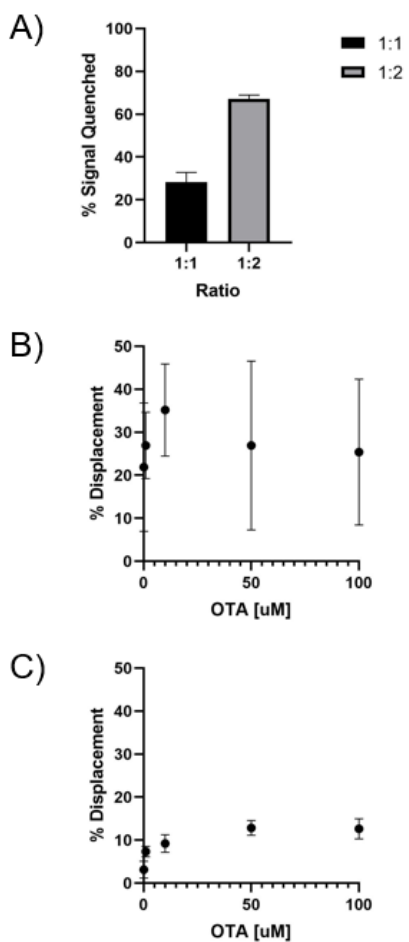 A)
1:1
1:2
% Signal Quenched
100
80
60
40
20
0
1:1 1:2
Ratio
B)
% Displacement
50
40
30
20
10
0
0 50 100
OTA [uM]
C)
% Displacement
50
40
30
20
10
0
0 50 100
OTA [uM]